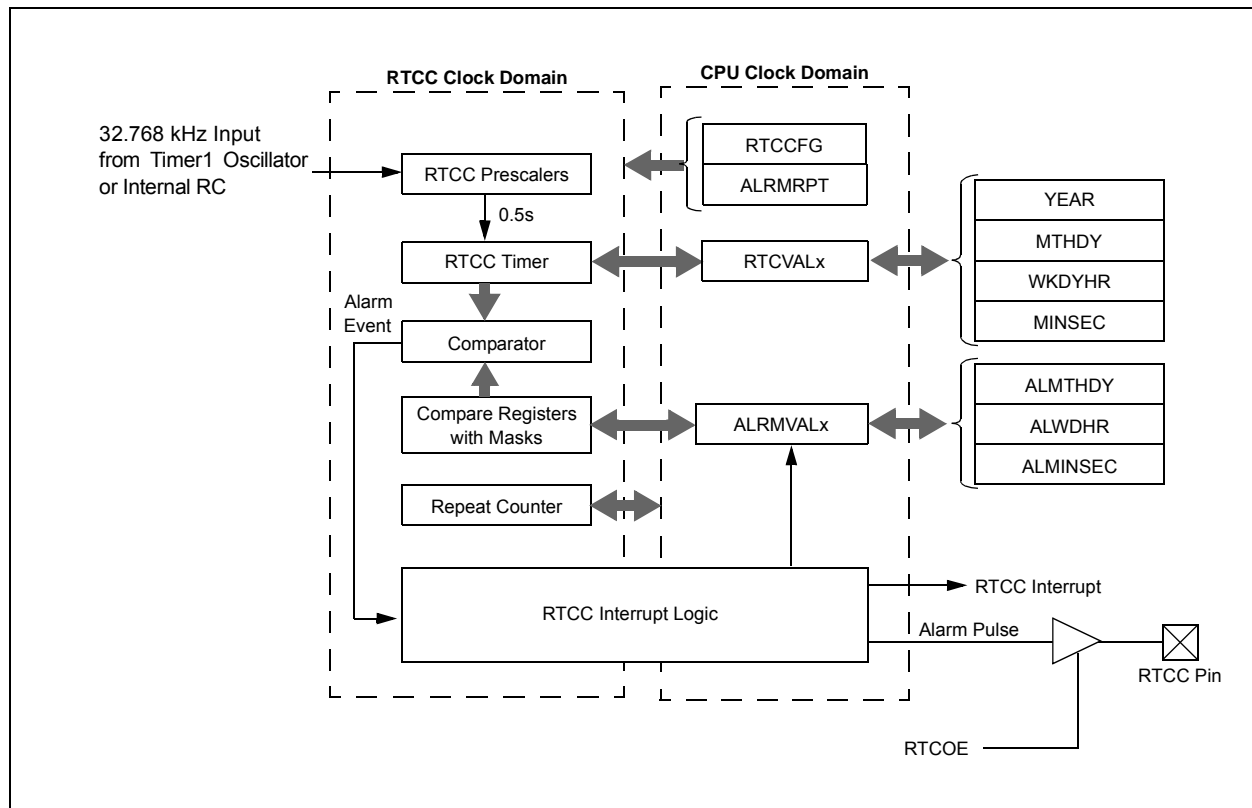 RTCC Clock Domain
CPU Clock Domain
32.768 kHz Input
from Timer1 Oscillator
or Internal RC
RTCC Prescalers
0.5s
RTCC Timer
Alarm
Event
Comparator
Compare Registers
with Masks
Repeat Counter
RTCC Interrupt Logic
RTCCFG
ALRMRPT
RTCVALx
ALRMVALx
YEAR
MTHDY
WKDYHR
MINSEC
ALMTHDY
ALWDHR
ALMINSEC
RTCC Interrupt
Alarm Pulse
RTCC Pin
RTCOE